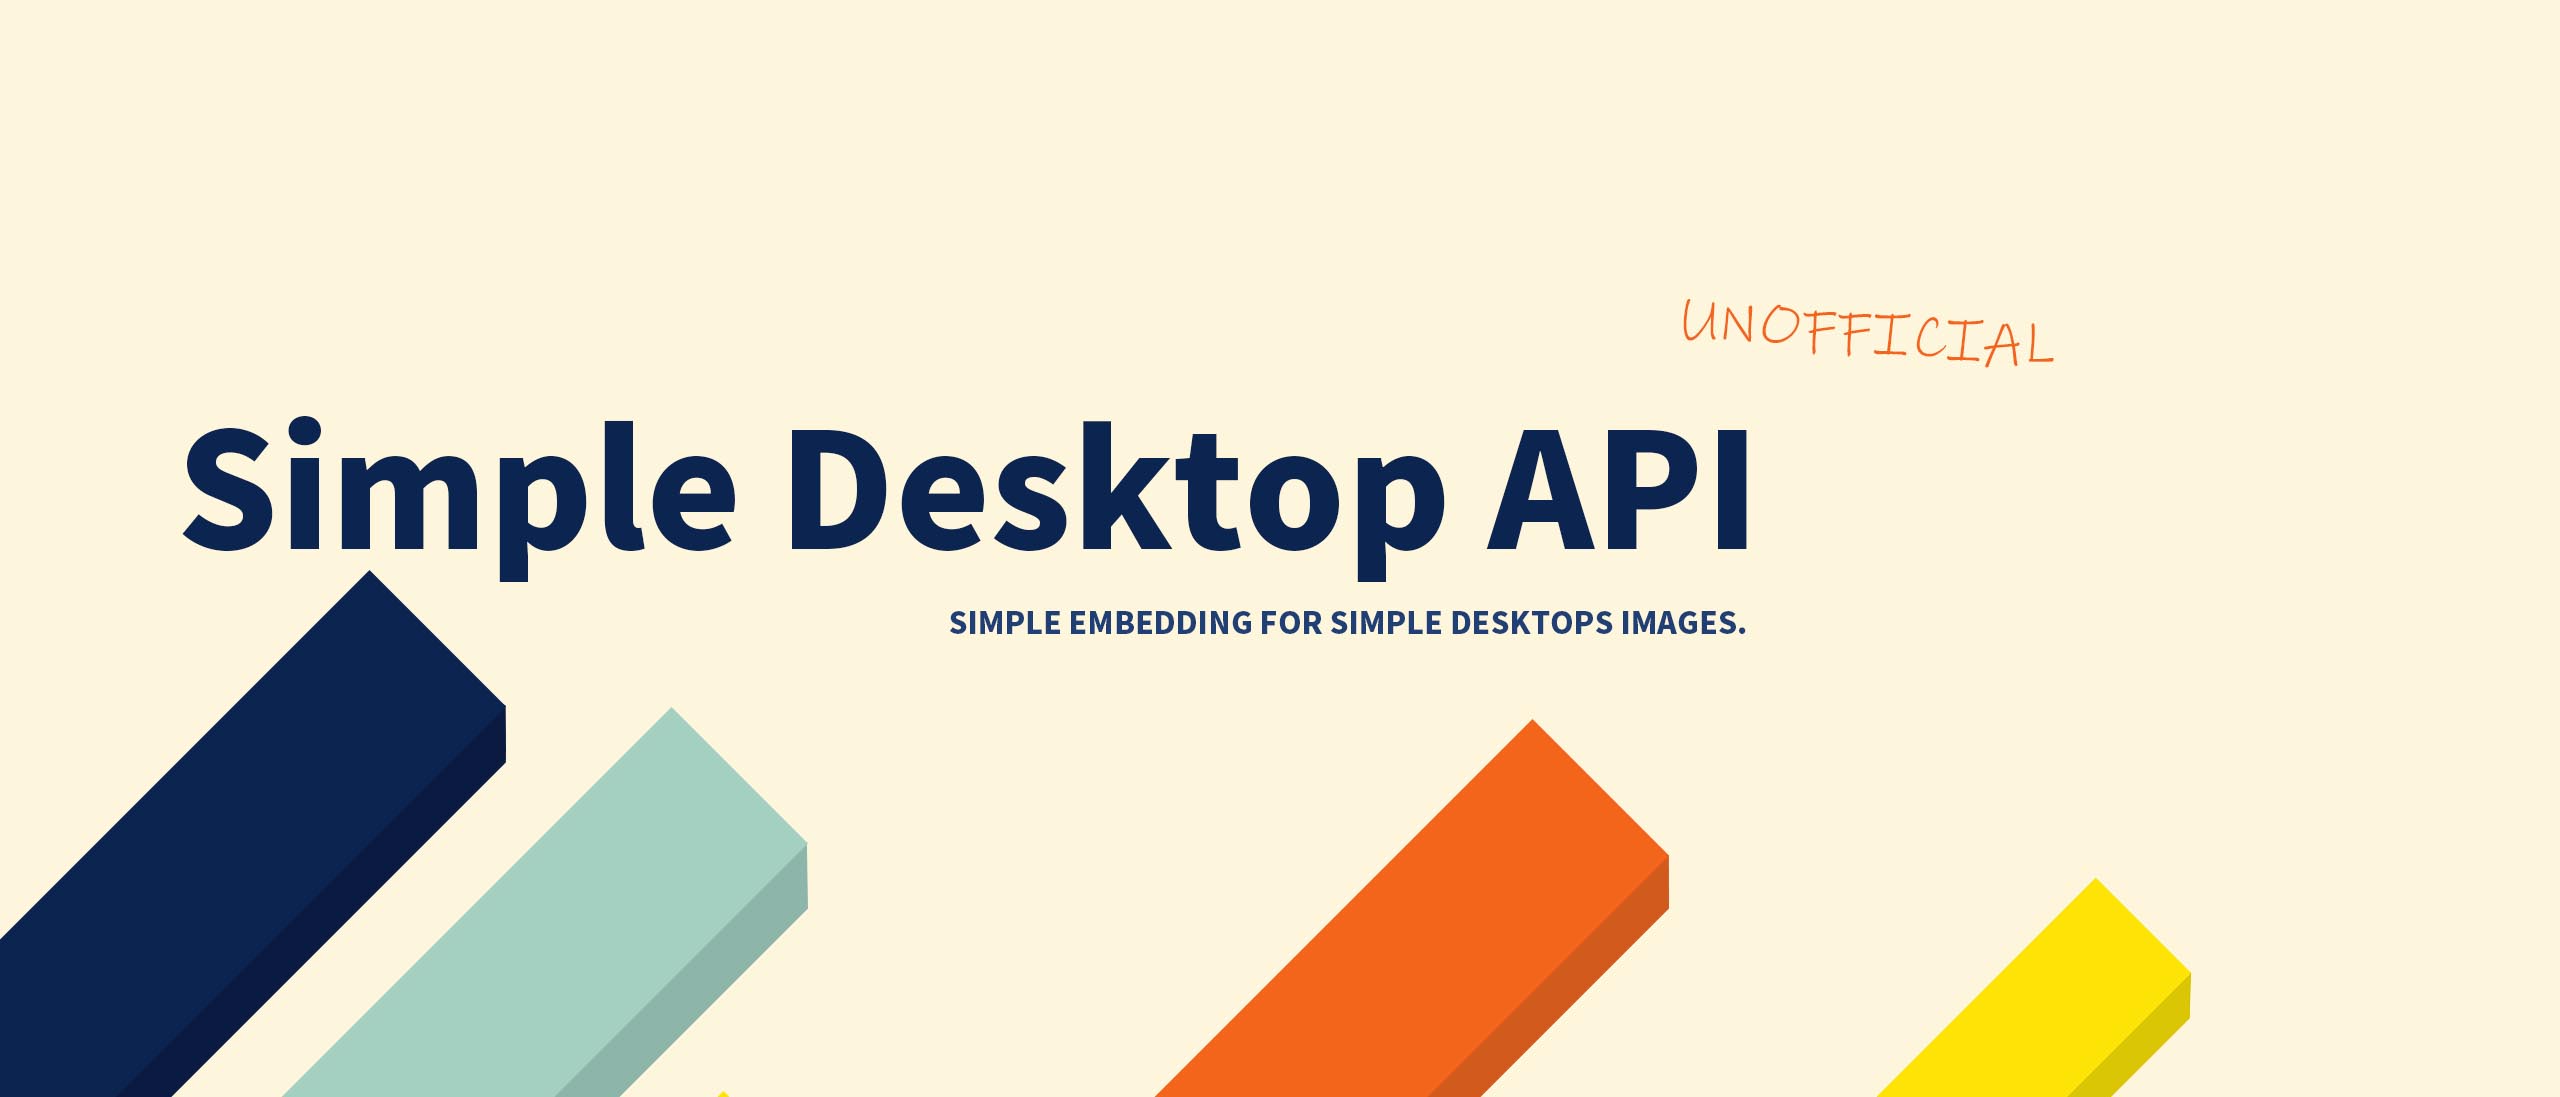 UNOFFICIAL
Simple Desktop API
SIMPLE EMBEDDING FOR SIMPLE DESKTOPS IMAGES.